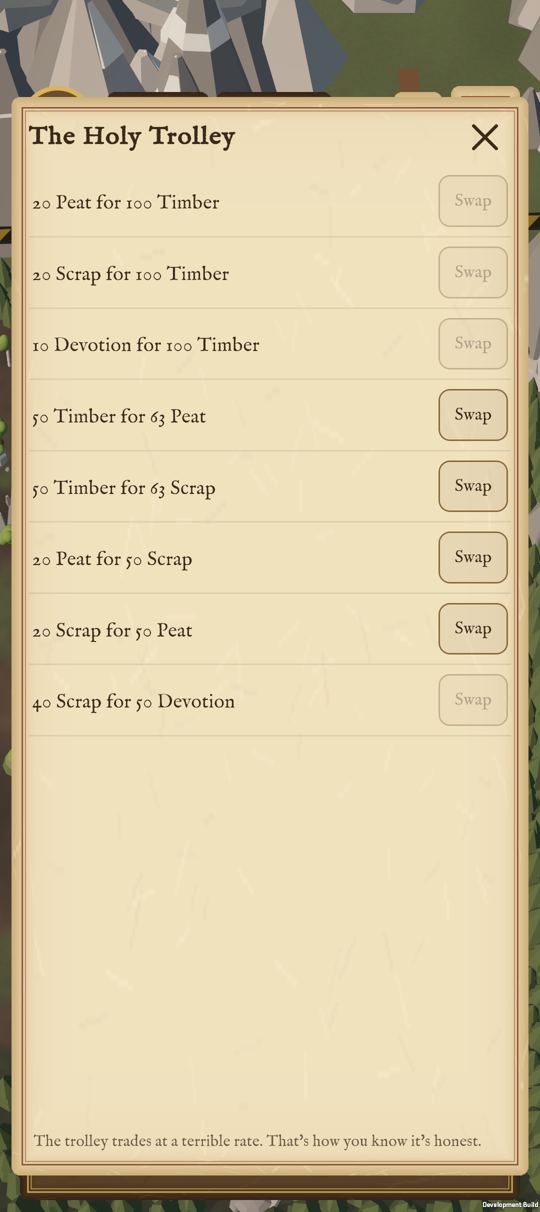 The Holy Trolley
20 Peat for 100 Timber
Swap
20 Scrap for 100 Timber
Swap
10 Devotion for 100 Timber
Swap
50 Timber for 63 Peat
Swap
50 Timber for 63 Scrap
Swap
20 Peat for 50 Scrap
Swap
20 Scrap for 50 Peat
Swap
40 Scrap for 50 Devotion
Swap
The trolley trades at a terrible rate. That's how you know it's honest.
Development Build